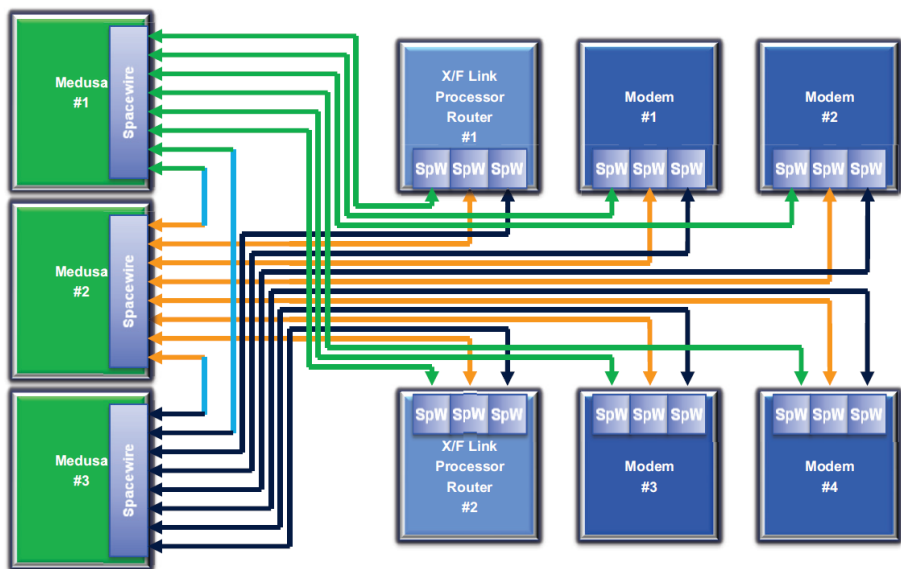 Medusa
#1
Spacewire
X/F Link
Processor
Router
#1
SpW SpW SpW
Modem
#1
SpW SpW SpW
Modem
#2
SpW SpW SpW
Medusa
#2
Spacewire
Medusa
#3
Spacewire
SpW SpW SpW
X/F Link
Processor
Router
#2
SpW SpW SpW
Modem
#3
SpW SpW SpW
Modem
#4